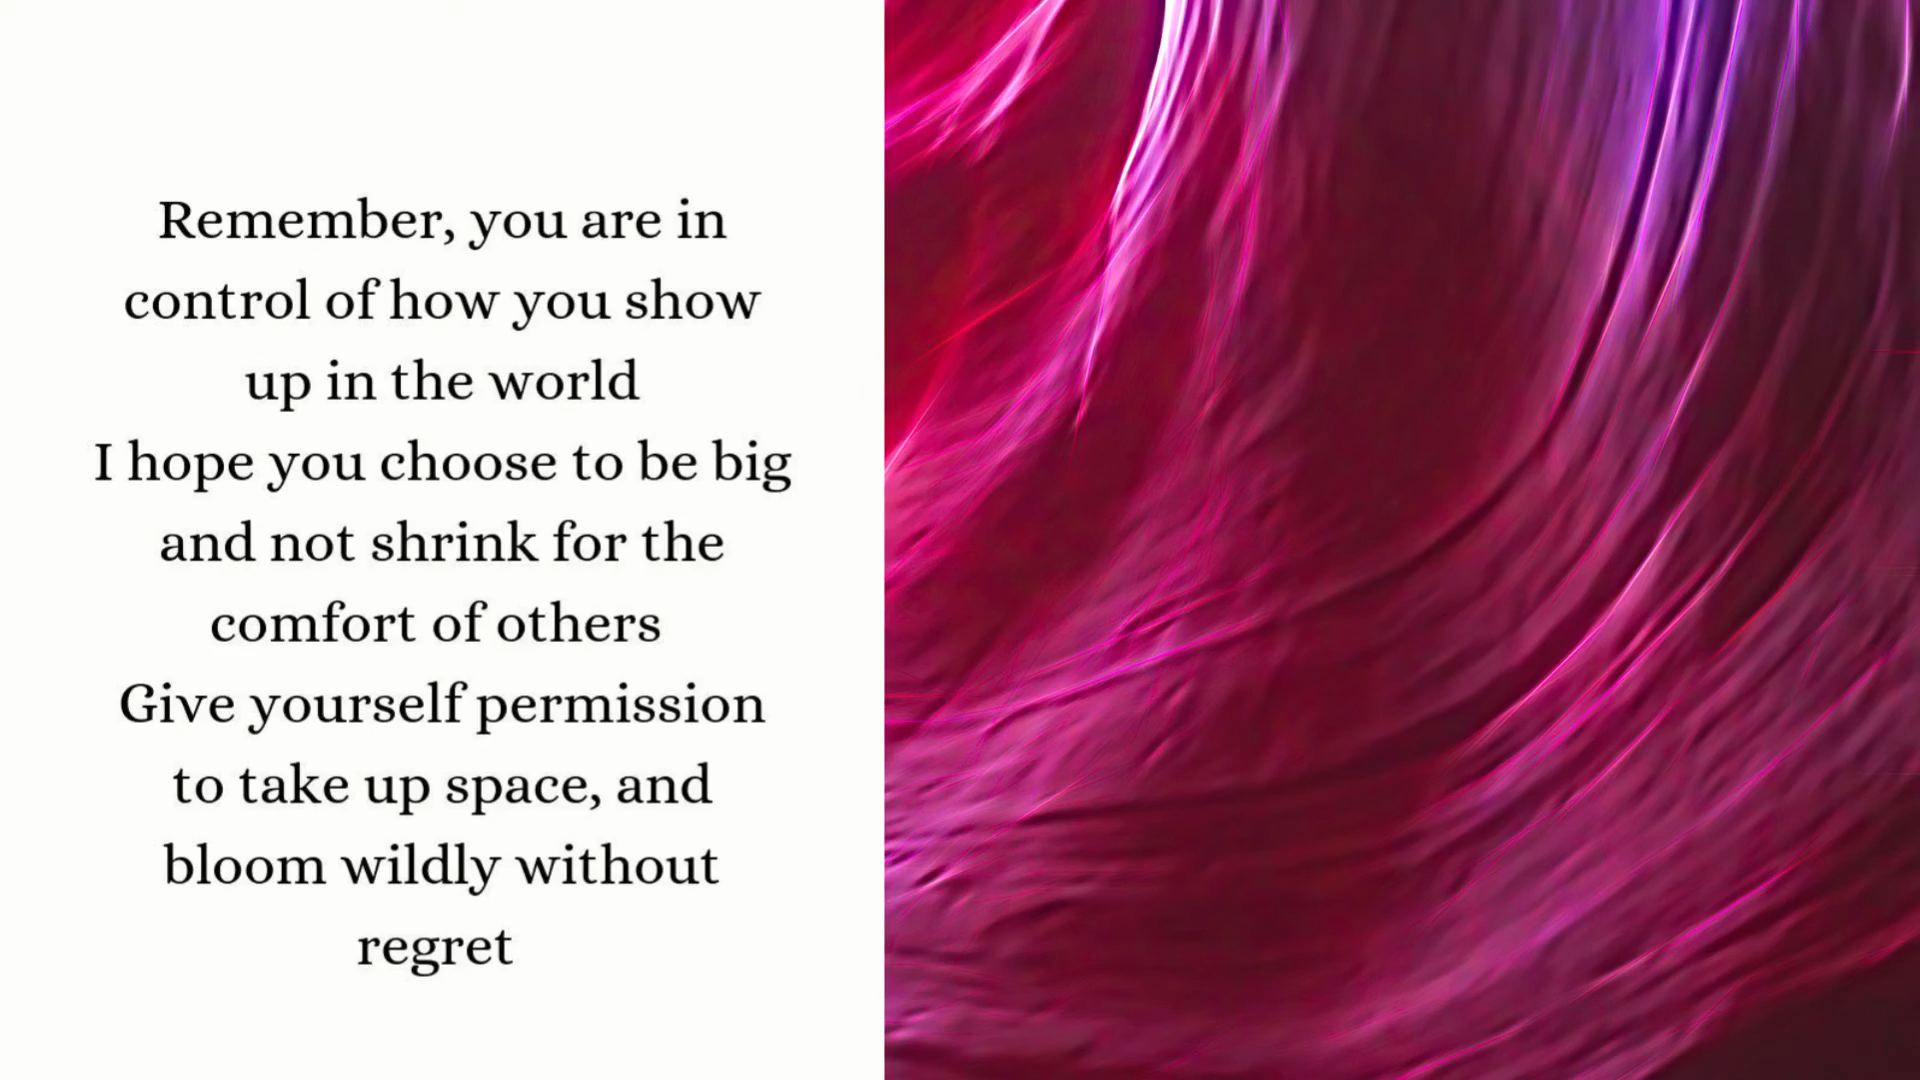 Remember, you are in
control of how you show
up in the world
I hope you choose to be big
and not shrink for the
comfort of others
Give yourself permission
to take up space, and
bloom wildly without
regret